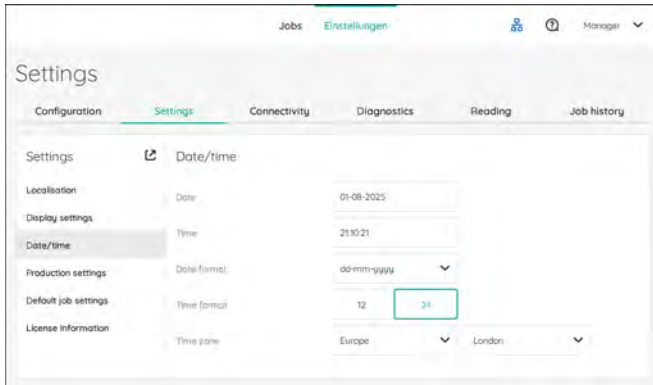 Jobs Einstellungen Manager
Settings
Configuration Settings Connectivity Diagnostics Reading Job history
Settings Date/time
Localisation
Date 01-08-2025
Display settings
Time 21:10:21
Date/time
Date format dd-mm-yyyy
Production settings
Default job settings
Time format 12 24
License information
Time zone Europe London